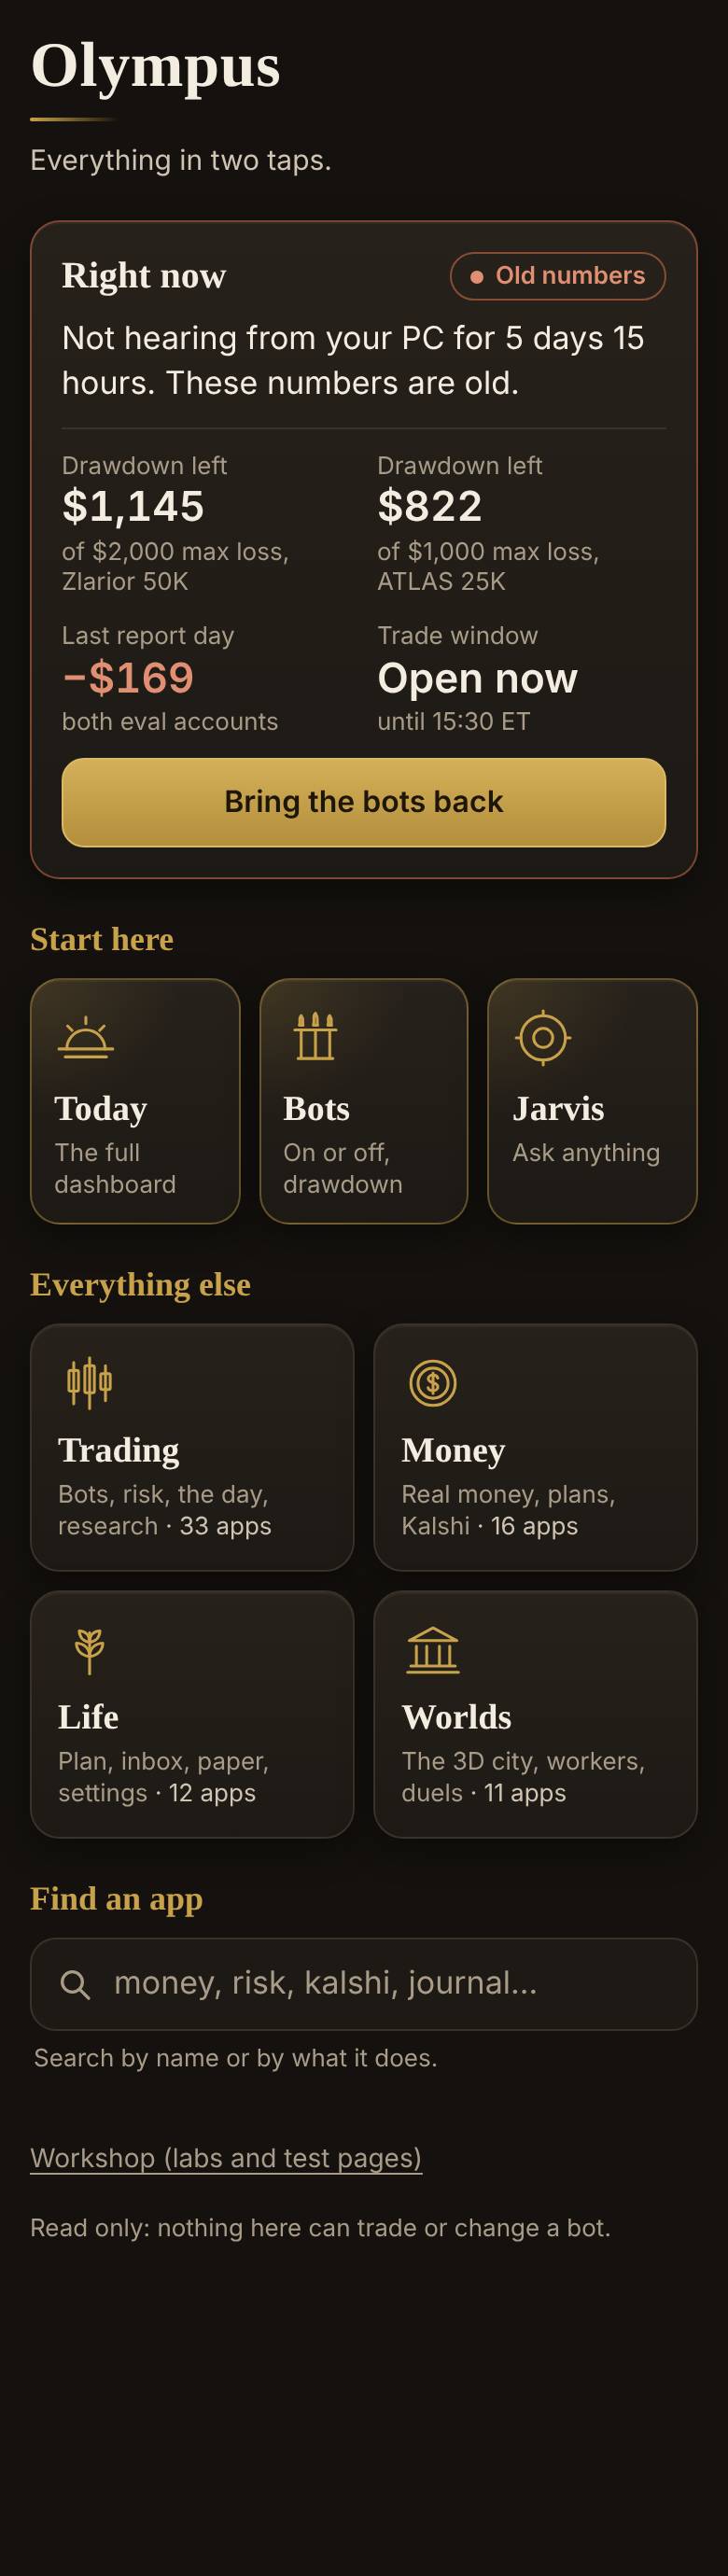 Olympus
Everything in two taps.
Right now
Old numbers
Not hearing from your PC for 5 days 15
hours. These numbers are old.
Drawdown left
$1,145
of $2,000 max loss,
Zlarior 50K
Drawdown left
$822
of $1,000 max loss,
ATLAS 25K
Last report day
−$169
both eval accounts
Trade window
Open now
until 15:30 ET
Bring the bots back
Start here
Today
The full
dashboard
Bots
On or off,
drawdown
Jarvis
Ask anything
Everything else
Trading
Bots, risk, the day,
research · 33 apps
Money
Real money, plans,
Kalshi · 16 apps
Life
Plan, inbox, paper,
settings · 12 apps
Worlds
The 3D city, workers,
duels · 11 apps
Find an app
money, risk, kalshi, journal...
Search by name or by what it does.
Workshop (labs and test pages)
Read only: nothing here can trade or change a bot.